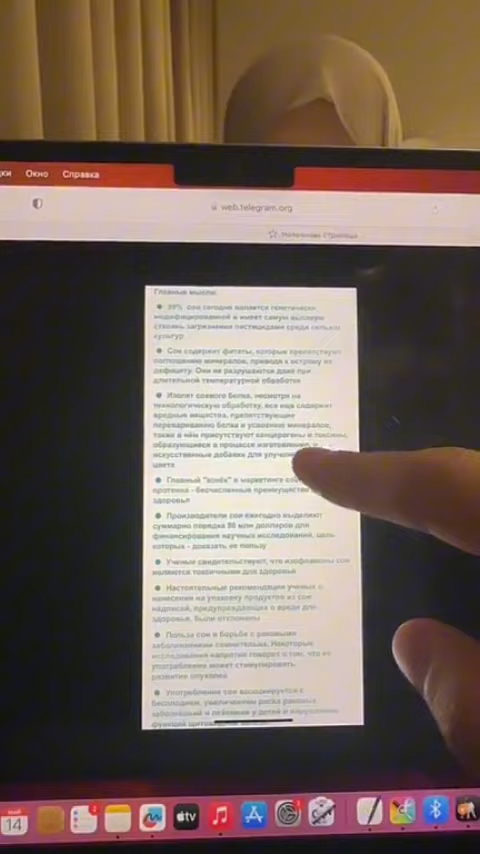 Окно Справка
web.telegram.org
Начальная Страница
Главные мысли:
99% сои сегодня является генетически
модифицированной и имеет самую высокую
степень загрязнения пестицидами среди
культур
Соя содержит фитаты, которые препятствуют
поглощению минералов, приводя к острому их
дефициту. Они не разрушаются даже при
длительной температурной обработке
Изолят соевого белка, несмотря на
технологическую обработку, все еще содержит
вредные вещества, препятствующие
перевариванию белка и усвоению минералов,
также в нём присутствуют канцерогены и токсины,
образующиеся в процессе изготовления, и
искусственные добавки для
цвета
Главный "конёк" в маркетинге
протеина - бесчисленные преимущества
здоровья
Производители сои ежегодно выделяют
суммарно порядка 80 млн долларов для
финансирования научных исследований, цель
которых - доказать ее пользу
Ученые свидетельствуют, что изофлавоны сои
являются токсичными для здоровья
Настоятельные рекомендации ученых о
нанесении на упаковку продуктов из сои
надписей, предупреждающих о вреде для
здоровья, были отклонены
Польза сои в борьбе с раковыми
заболеваниями сомнительна. Некоторые
исследования напротив говорят о том, что ее
употребление может стимулировать
развитие опухолей
Употребление сои ассоциируется с
бесплодием, увеличением риска раковых
заболеваний и лейкемии у детей и нарушением
функций
МАЙ
14
2
tv